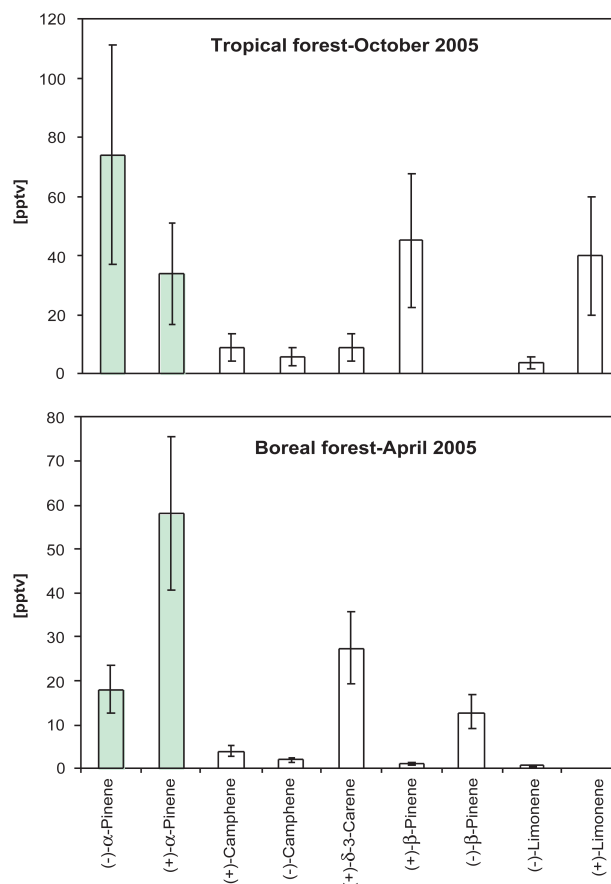 Tropical forest-October 2005
[pptv]
120
100
80
60
40
20
0
Boreal forest-April 2005
[pptv]
80
70
60
50
40
30
20
10
0
(-)-α-Pinene
(+)-α-Pinene
(+)-Camphene
(-)-Camphene
(+)-δ-3-Carene
(+)-β-Pinene
(-)-β-Pinene
(-)-Limonene
(+)-Limonene